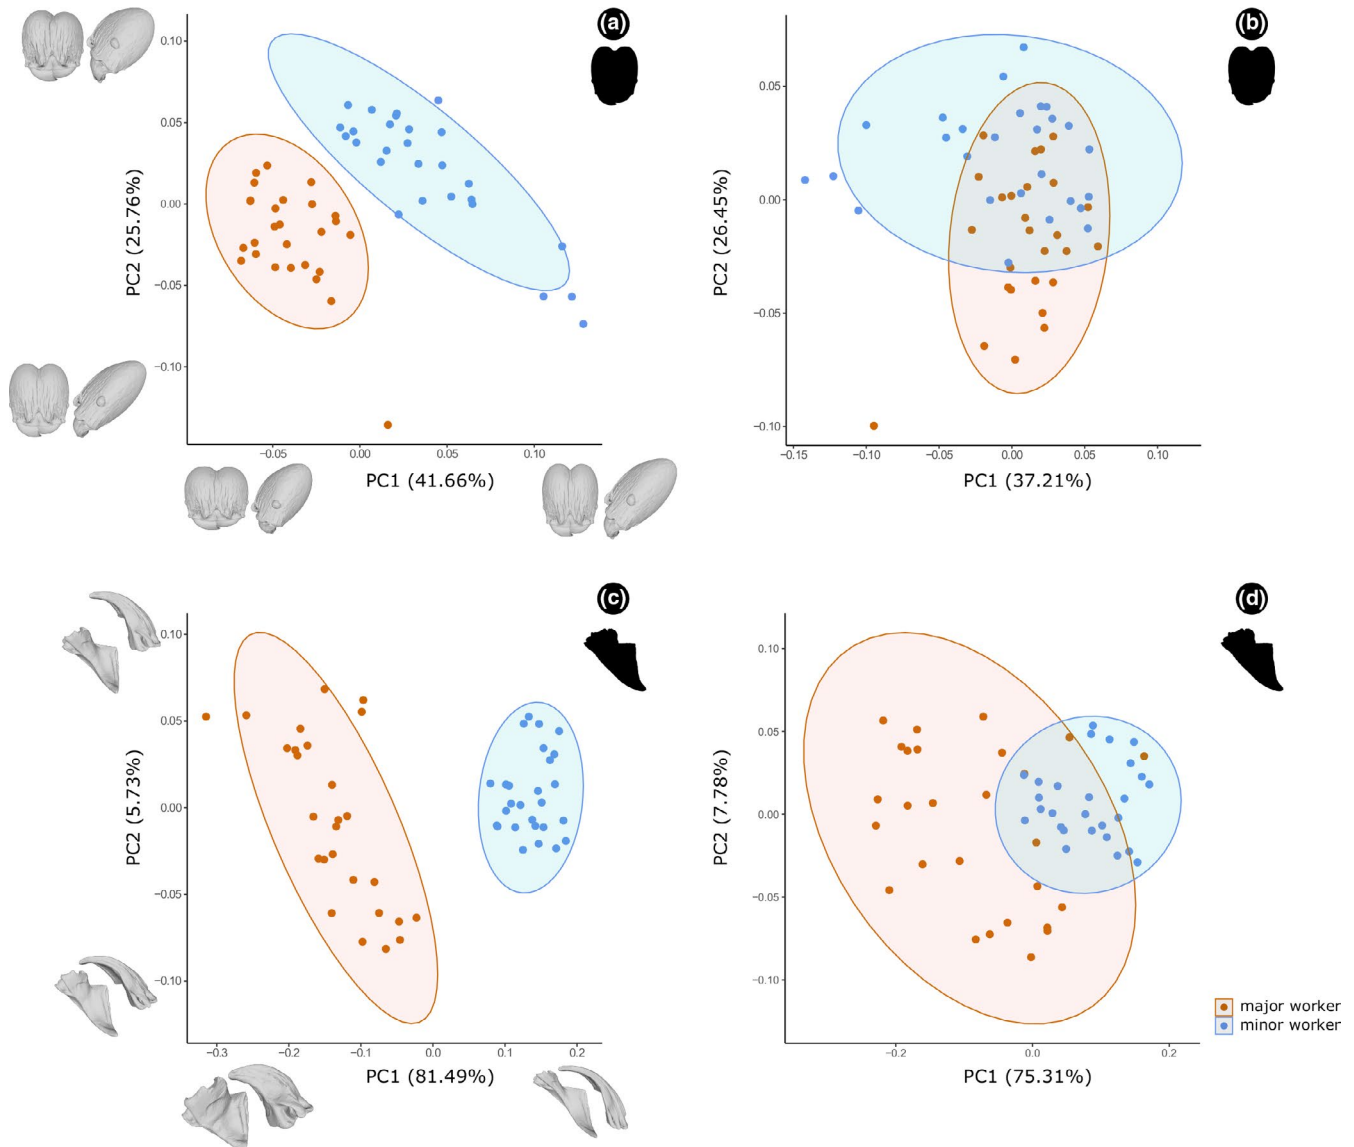 (a)
0.10
0.05
0.00
−0.05
−0.10
PC2 (25.76%)
−0.05
0.00
0.05
0.10
PC1 (41.66%)
(b)
0.05
0.00
−0.05
−0.10
PC2 (26.45%)
−0.15
−0.10
−0.05
0.00
0.05
0.10
PC1 (37.21%)
(c)
0.10
0.05
0.00
−0.05
−0.10
PC2 (5.73%)
−0.3
−0.2
−0.1
0.0
0.1
0.2
PC1 (81.49%)
(d)
0.10
0.05
0.00
−0.05
−0.10
PC2 (7.78%)
−0.2
0.0
0.2
PC1 (75.31%)
major worker
minor worker